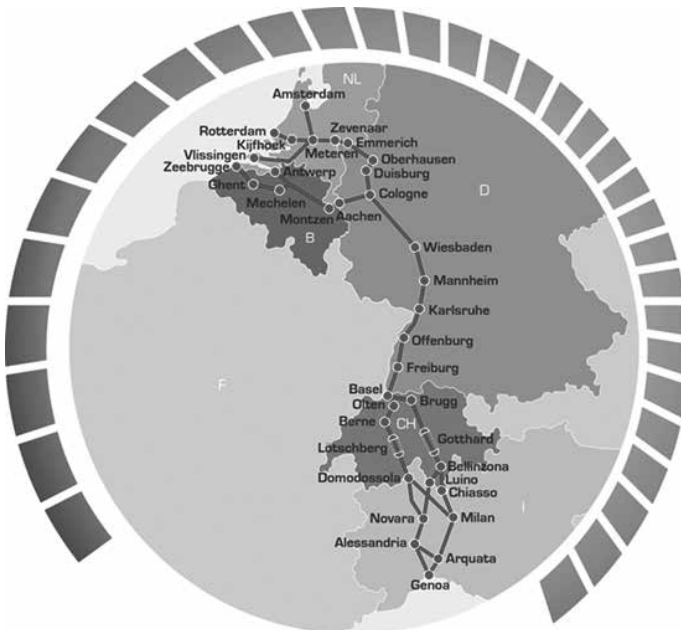 NL
Amsterdam
Rotterdam
Zevenaar
Kijfhoek
Emmerich
Vlissingen
Meteren
Oberhausen
Zeebrugge
Antwerp
Duisburg
Ghent
Cologne
D
Mechelen
Aachen
Montzen
B
Wiesbaden
Mannheim
Karlsruhe
Offenburg
Freiburg
F
Basel
Olten
Brugg
Berne
CH
Gotthard
Lötschberg
Bellinzona
Domodossola
Luino
Chiasso
I
Novara
Milan
Alessandria
Arquata
Genoa